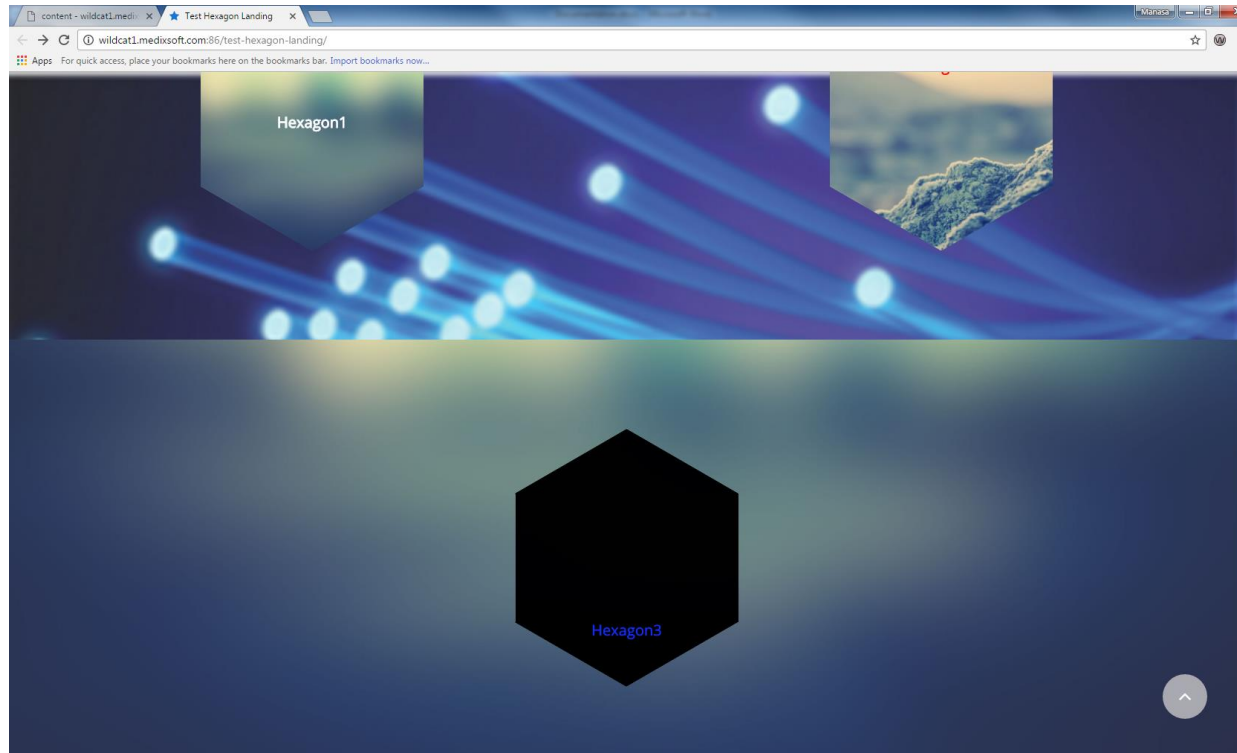 content - wildcat1.medix
Test Hexagon Landing
Manasa
wildcat1.medixsoft.com:86/test-hexagon-landing/
Apps For quick access, place your bookmarks here on the bookmarks bar. Import bookmarks now...
Hexagon1
Hexagon3